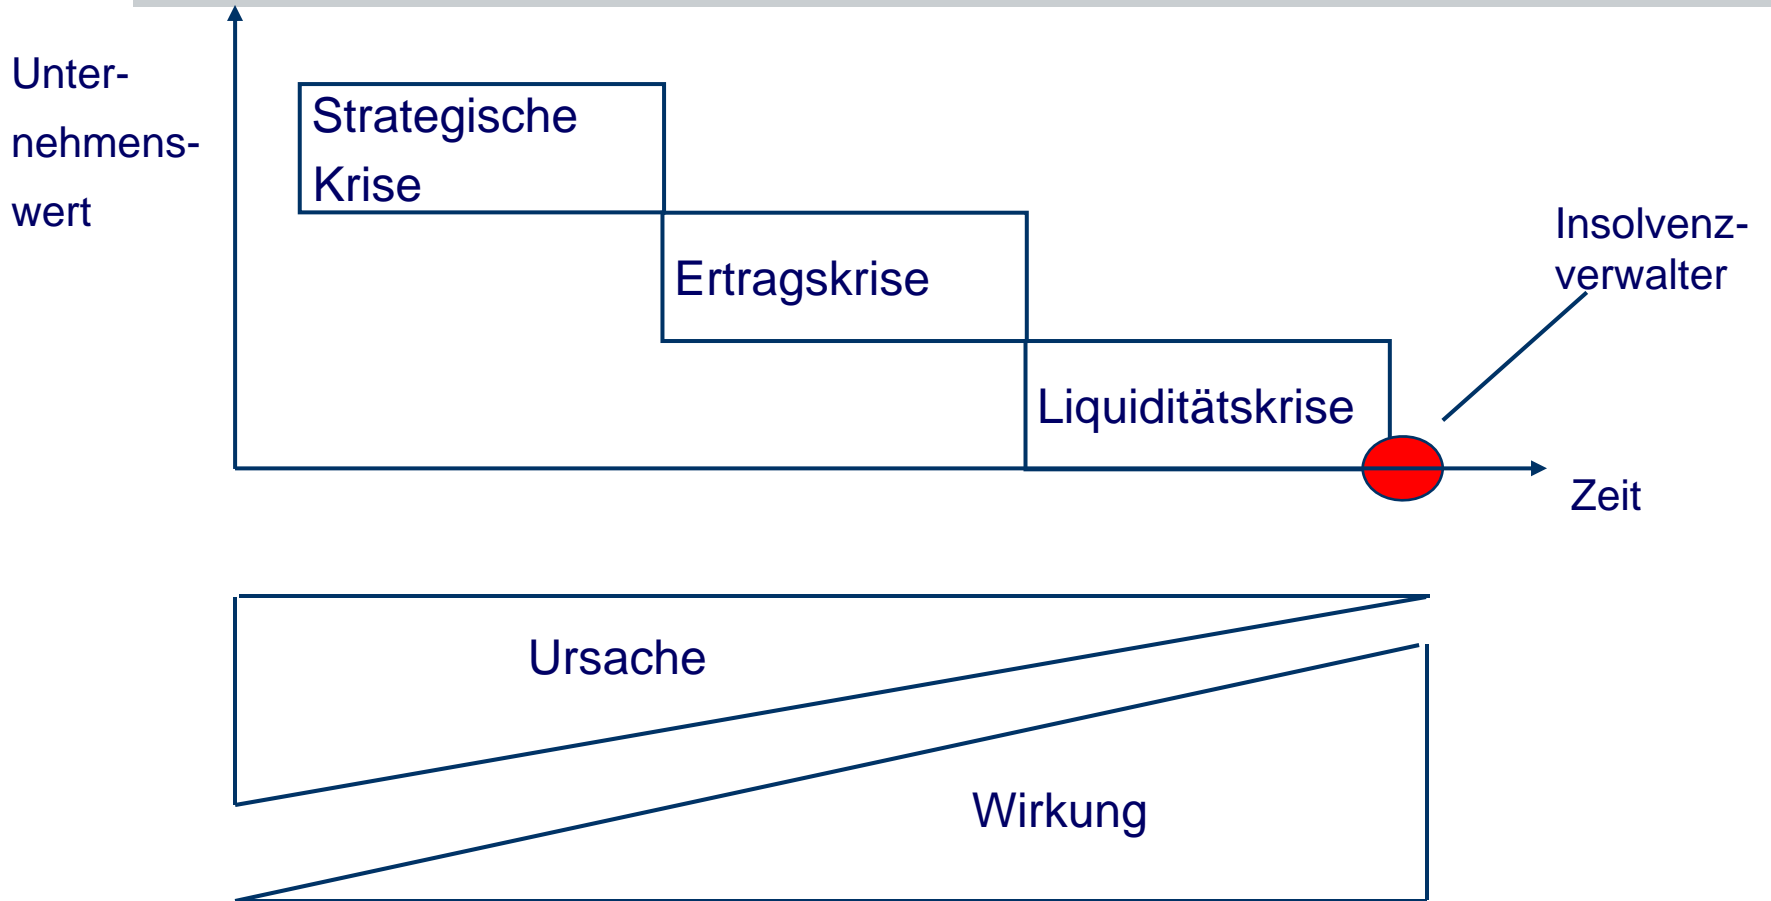 Unter-
nehmens-
wert
Strategische
Krise
Ertragskrise
Liquiditätskrise
Insolvenz-
verwalter
Zeit
Ursache
Wirkung